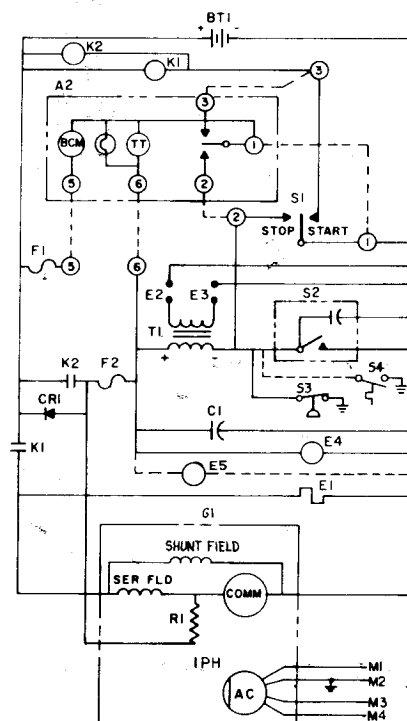 BT1
+ -
K2
K1
3
A2
3
BCM
TT
1
5
6
2
S1
2
STOP START
1
F1
5
6
E2 E3
S2
T1
+ -
S4
S3
K2
F2
CR1
C1
E4
K1
E5
E1
G1
SHUNT FIELD
SER FLD
COMM
R1
1PH
AC
M1
M2
M3
M4